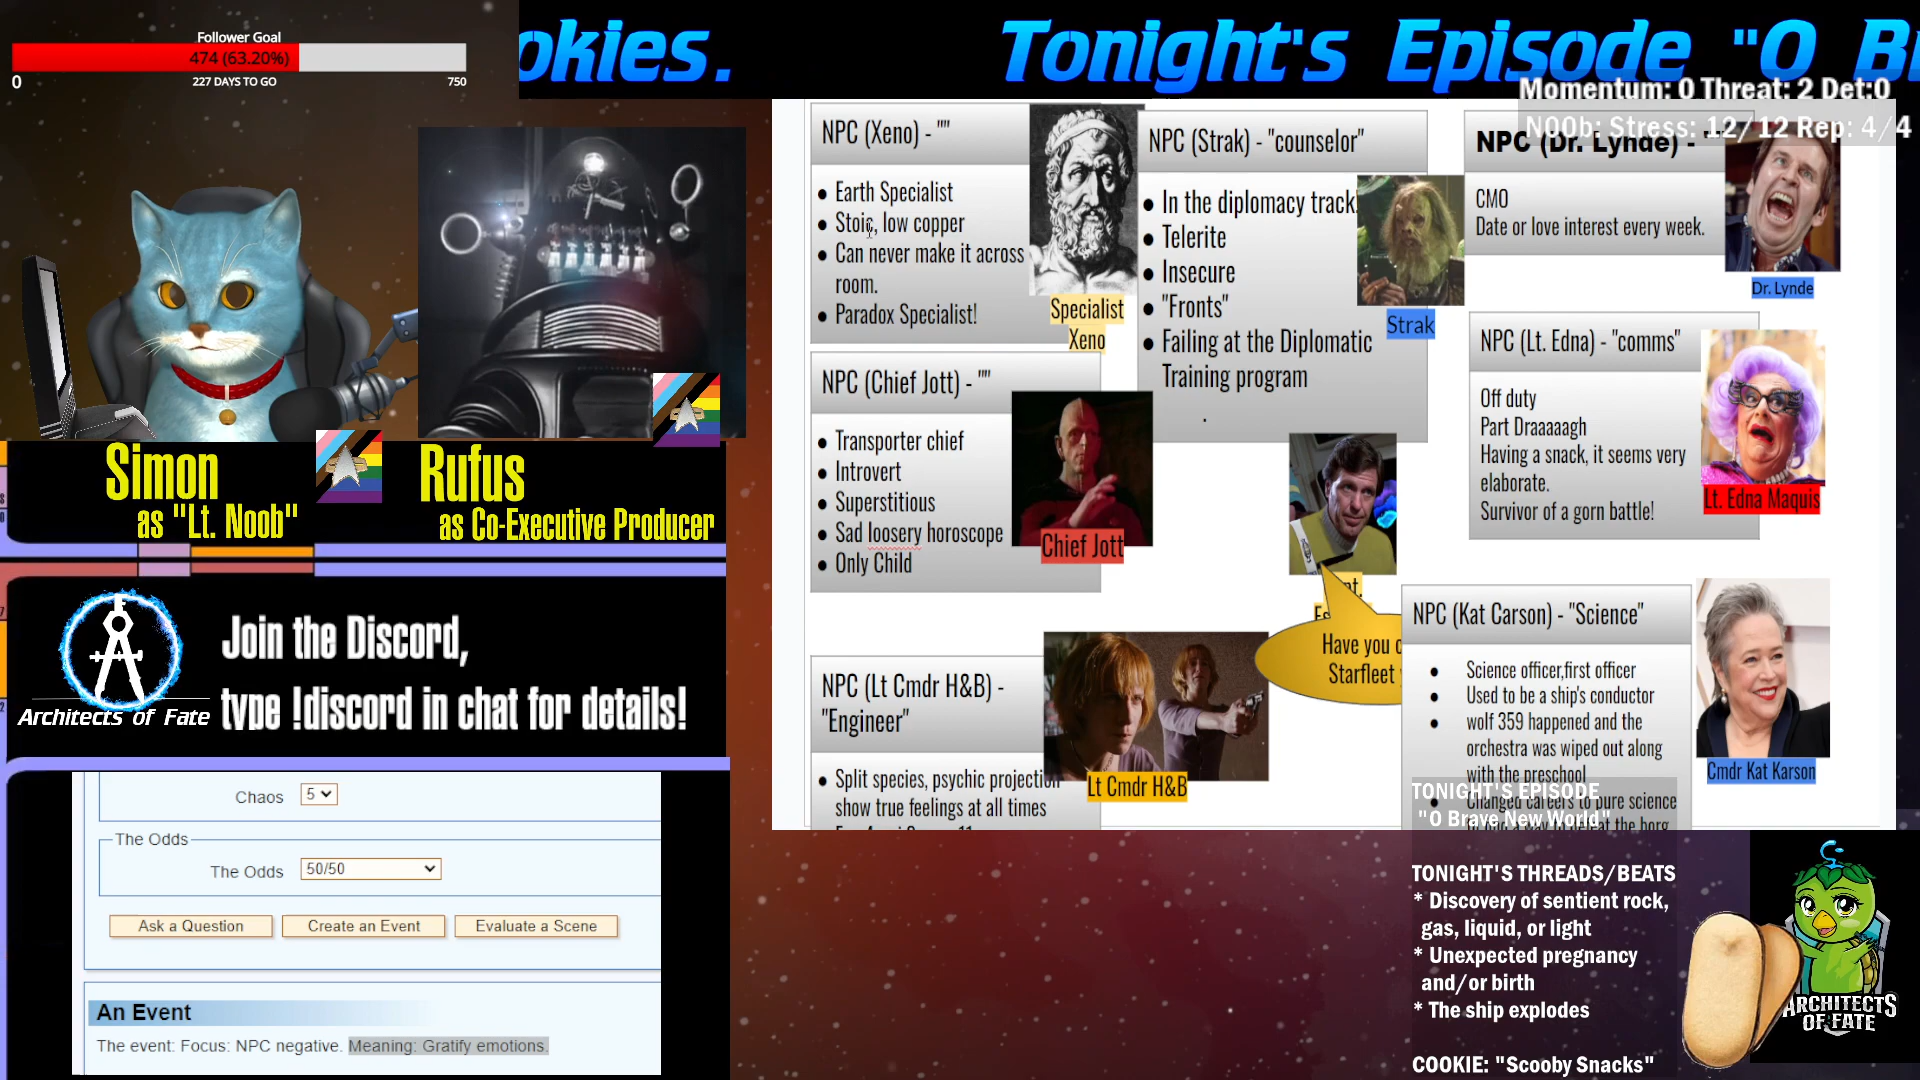 Follower Goal
474 (63.20%)
0
227 DAYS TO GO
750
okies.
Tonight's Episode "O B
Momentum: 0 Threat: 2 Det:0
N00b: Stress: 12/12 Rep: 4/4
NPC (Xeno) - ""
Earth Specialist
Stoic, low copper
Can never make it across
room.
Paradox Specialist!
Specialist
Xeno
NPC (Strak) - "counselor"
In the diplomacy track.
Telerite
Insecure
"Fronts"
Failing at the Diplomatic
Training program
.
Strak
NPC (Dr. Lynde) -
CMO
Date or love interest every week.
Dr. Lynde
NPC (Lt. Edna) - "comms"
Off duty
Part Draaaaagh
Having a snack, it seems very
elaborate.
Survivor of a gorn battle!
Lt. Edna Maquis
NPC (Chief Jott) - ""
Transporter chief
Introvert
Superstitious
Sad loosery horoscope
Only Child
Chief Jott
Have you
Starfleet
NPC (Lt Cmdr H&B) -
"Engineer"
Split species, psychic projection
show true feelings at all times
Lt Cmdr H&B
NPC (Kat Carson) - "Science"
Science officer,first officer
Used to be a ship's conductor
wolf 359 happened and the
orchestra was wiped out along
with the preschool
Changed careers to pure science
Cmdr Kat Karson
Simon
as "Lt. Noob"
Rufus
as Co-Executive Producer
Architects of Fate
Join the Discord,
type !discord in chat for details!
Chaos
5
The Odds
The Odds
50/50
Ask a Question
Create an Event
Evaluate a Scene
An Event
The event: Focus: NPC negative. Meaning: Gratify emotions.
TONIGHT'S EPISODE
"O Brave New World"
TONIGHT'S THREADS/BEATS
* Discovery of sentient rock,
gas, liquid, or light
* Unexpected pregnancy
and/or birth
* The ship explodes
COOKIE: "Scooby Snacks"
ARCHITECTS
OF FATE